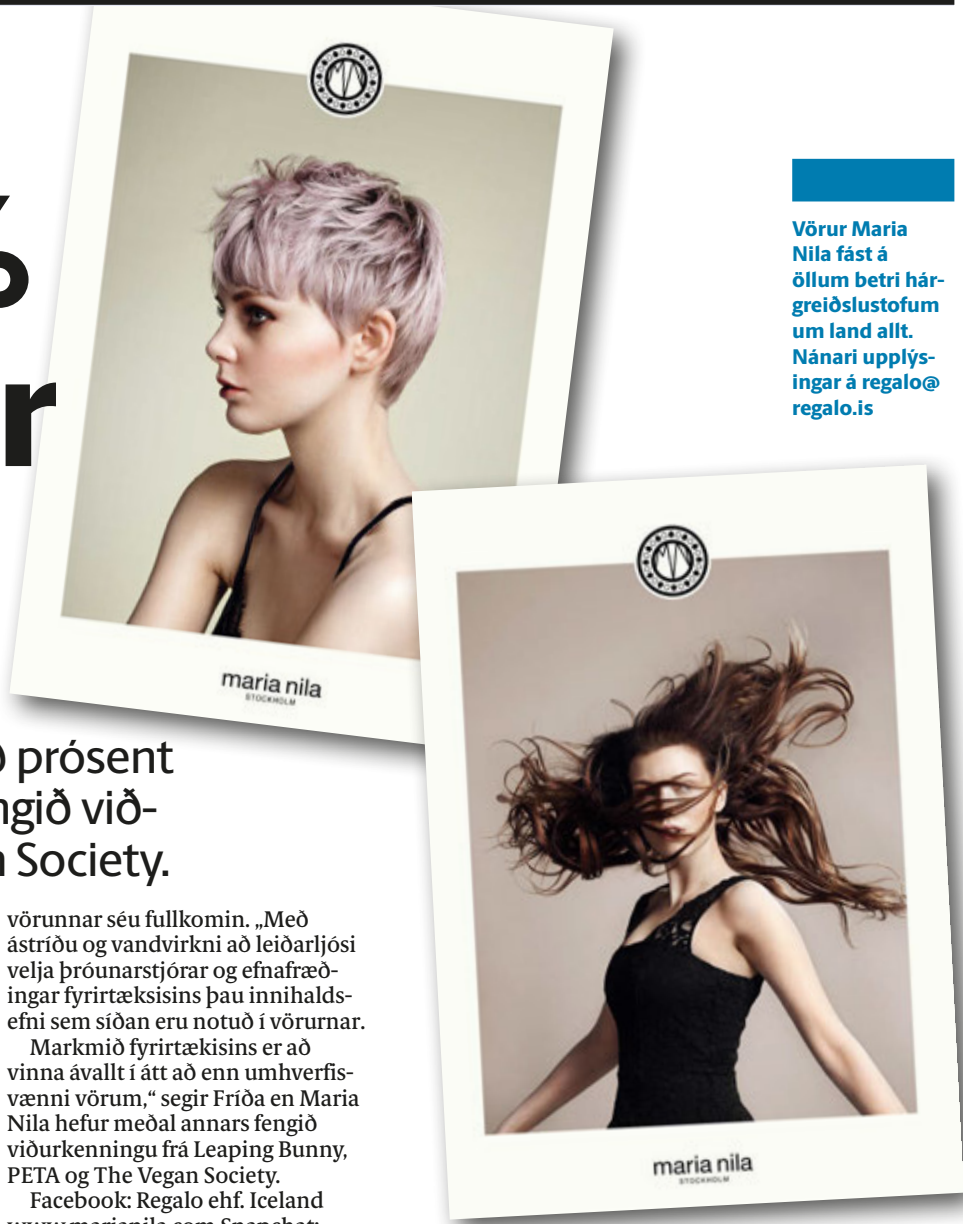 %
r
Vörur Maria
Nila fást á
öllum betri hár-
greiðslustofum
um land allt.
Nánari upplýs-
ingar á regalo@
regalo.is
maria nila
STOCKHOLM
ð prósent
ngið við-
n Society.
vörunnar séu fullkomin. „Með
ástríðu og vandvirkni að leiðarljósi
velja þróunarstjórar og efnafræð-
ingar fyrirtæksisins þau innihalds-
efni sem síðan eru notuð í vörurnar.
Markmið fyrirtækisins er að
vinna ávallt í átt að enn umhverfis-
vænni vörum,“ segir Fríða en Maria
Nila hefur meðal annars fengið
viðurkenningu frá Leaping Bunny,
PETA og The Vegan Society.
Facebook: Regalo ehf. Iceland
www.marianila.com Snapchat:
maria nila
STOCKHOLM